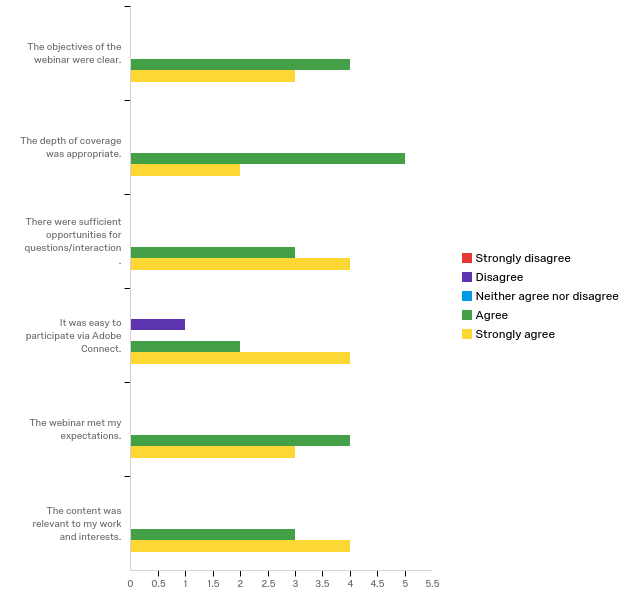 The objectives of the
webinar were clear.
The depth of coverage
was appropriate.
There were sufficient
opportunities for
questions/interaction
.
It was easy to
participate via Adobe
Connect.
The webinar met my
expectations.
The content was
relevant to my work
and interests.
0 0.5 1 1.5 2 2.5 3 3.5 4 4.5 5 5.5
Strongly disagree
Disagree
Neither agree nor disagree
Agree
Strongly agree